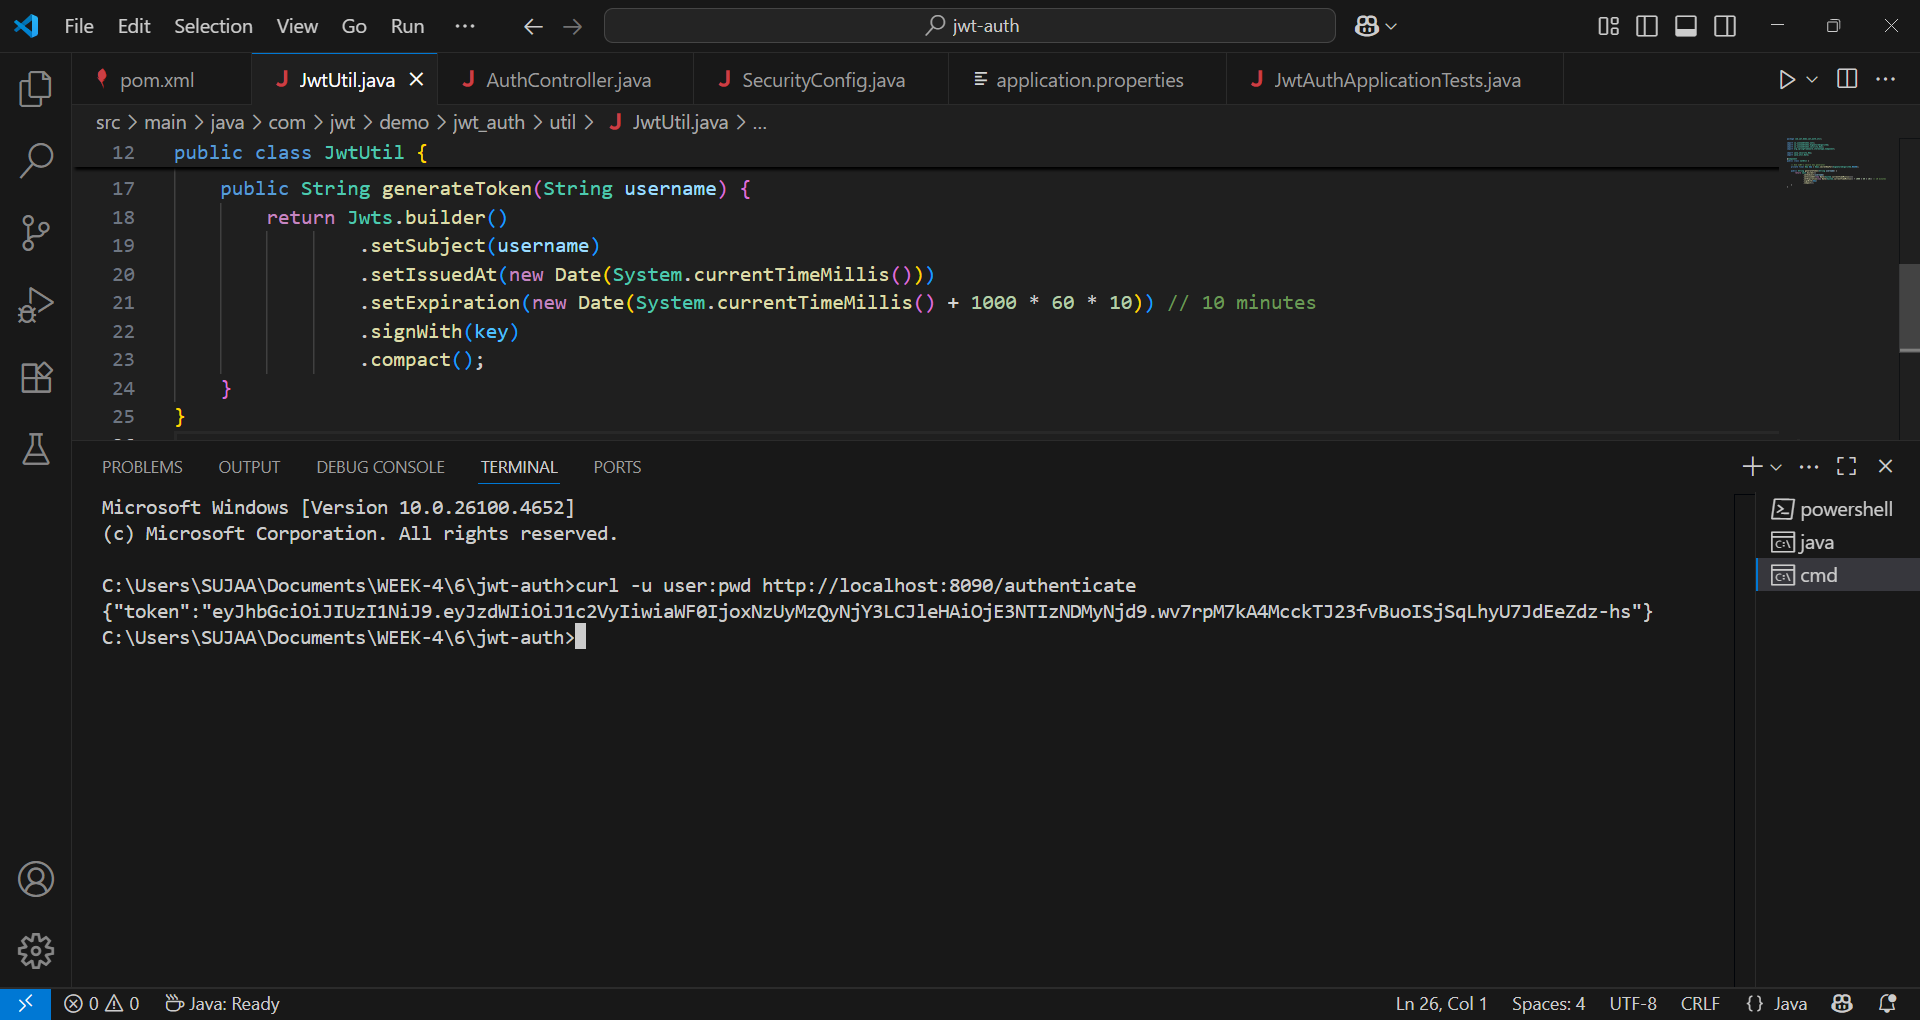 File Edit Selection View Go Run ··· jwt-auth
pom.xml JwtUtil.java AuthController.java SecurityConfig.java application.properties JwtAuthApplicationTests.java
src > main > java > com > jwt > demo > jwt_auth > util > JwtUtil.java > ...
12 public class JwtUtil {
17 public String generateToken(String username) {
18 return Jwts.builder()
19 .setSubject(username)
20 .setIssuedAt(new Date(System.currentTimeMillis()))
21 .setExpiration(new Date(System.currentTimeMillis() + 1000 * 60 * 10)) // 10 minutes
22 .signWith(key)
23 .compact();
24 }
25 }
PROBLEMS OUTPUT DEBUG CONSOLE TERMINAL PORTS
Microsoft Windows [Version 10.0.26100.4652]
(c) Microsoft Corporation. All rights reserved.
C:\Users\SUJAA\Documents\WEEK-4\6\jwt-auth>curl -u user:pwd http://localhost:8090/authenticate
{"token":"eyJhbGciOiJIUzI1NiJ9.eyJzdWIiOiJ1c2VyIiwiaWF0IjoxNzUyMzQyNjY3LCJleHAiOjE3NTIzNDMyNjd9.wv7rpM7kA4McckTJ23fvBuoISjSqLhyU7JdEeZdz-hs"}
C:\Users\SUJAA\Documents\WEEK-4\6\jwt-auth>
powershell
java
cmd
0 0 Java: Ready Ln 26, Col 1 Spaces: 4 UTF-8 CRLF {} Java